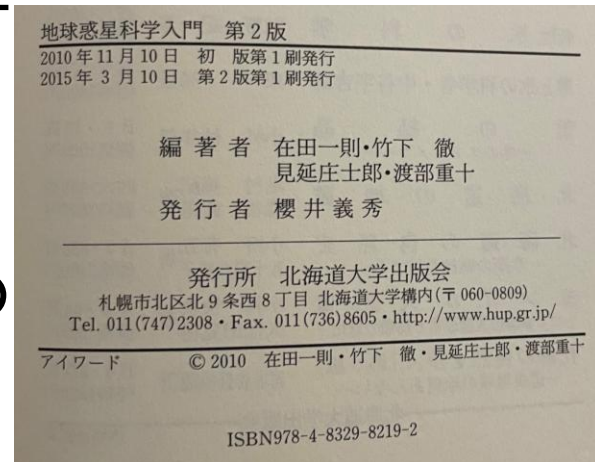 地球惑星科学入門 第2版
2010年11月10日 初 版第1刷発行
2015年 3月10日 第2版第1刷発行
編著者 在田一則・竹下 徹
見延庄士郎・渡部重十
発行者 櫻井義秀
発行所 北海道大学出版会
札幌市北区北9条西8丁目 北海道大学構内(〒060-0809)
Tel. 011(747)2308・Fax. 011(736)8605・http://www.hup.gr.jp/
アイワード © 2010 在田一則・竹下 徹・見延庄士郎・渡部重十
ISBN978-4-8329-8219-2